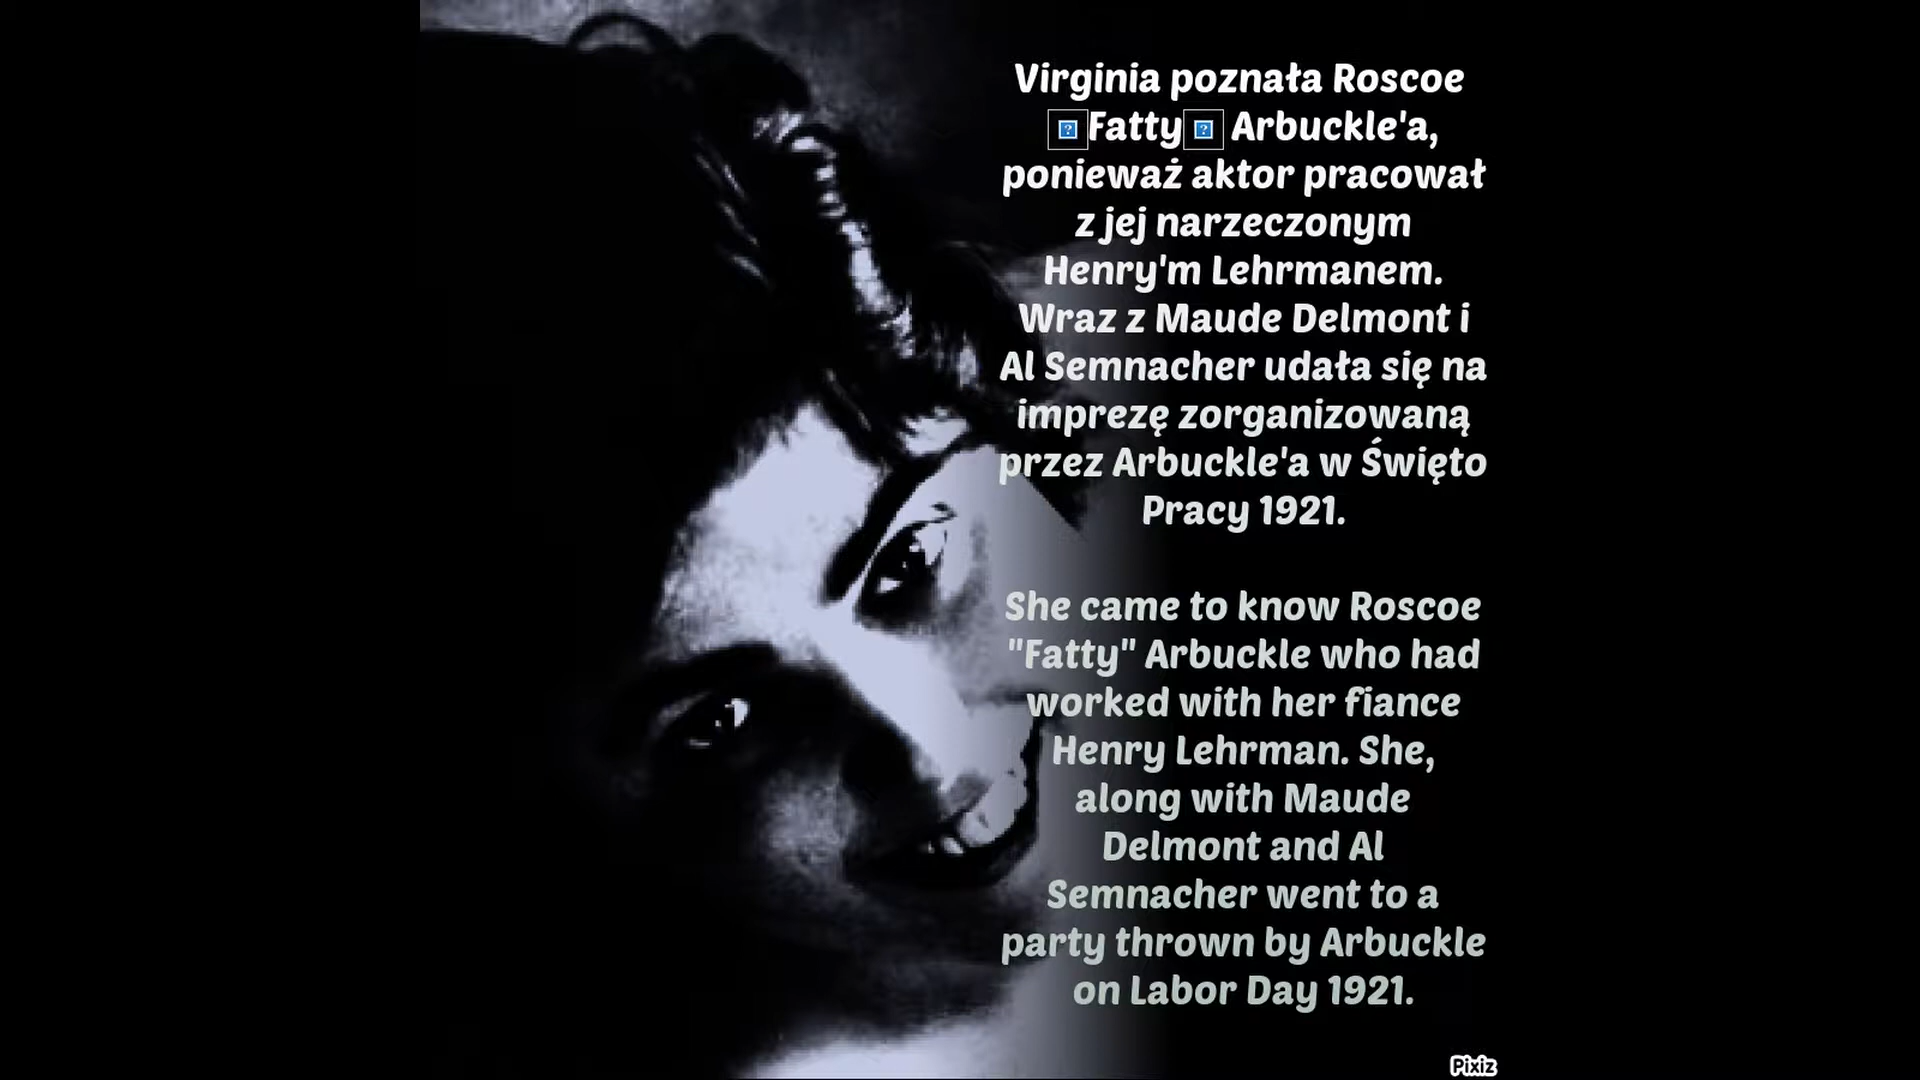 Virginia poznała Roscoe
Fatty Arbuckle'a,
ponieważ aktor pracował
z jej narzeczonym
Henry'm Lehrmanem.
Wraz z Maude Delmont i
Al Semnacher udała się na
imprezę zorganizowaną
przez Arbuckle'a w Święto
Pracy 1921.
She came to know Roscoe
"Fatty" Arbuckle who had
worked with her fiance
Henry Lehrman. She,
along with Maude
Delmont and Al
Semnacher went to a
party thrown by Arbuckle
on Labor Day 1921.
Pixiz